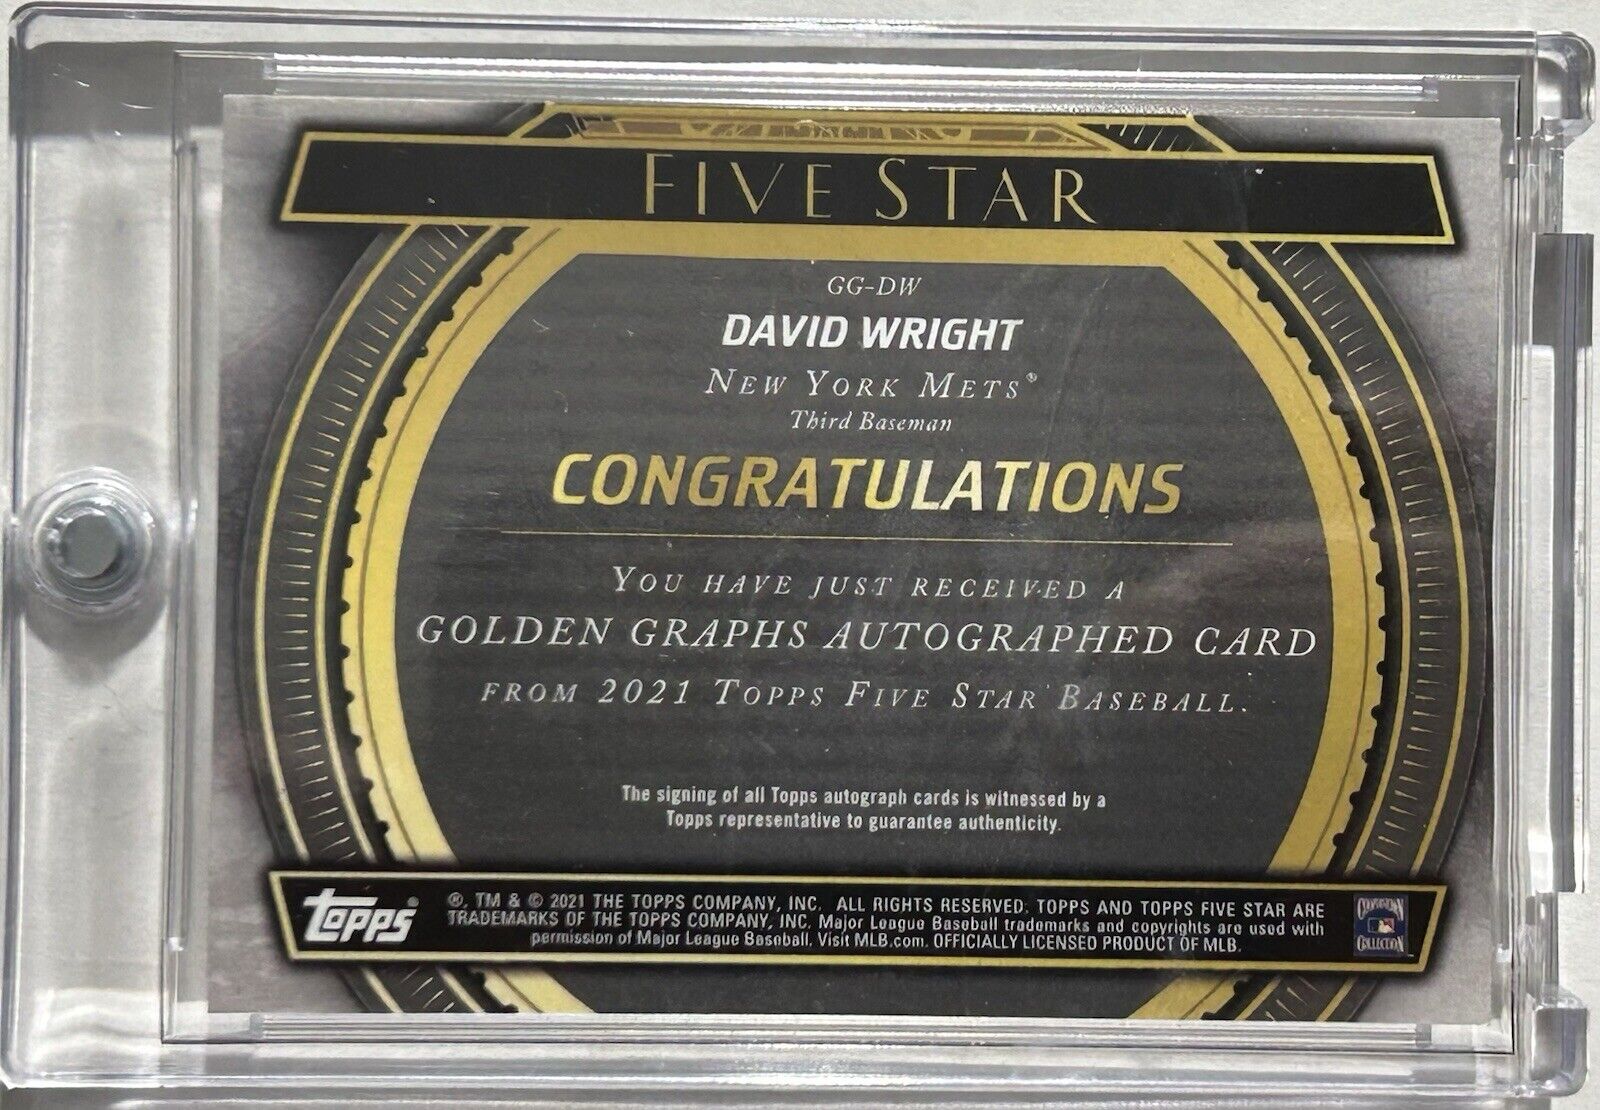 FIVE STAR
GG-DW
DAVID WRIGHT
NEW YORK METS®
Third Baseman
CONGRATULATIONS
YOU HAVE JUST RECEIVED A
GOLDEN GRAPHS AUTOGRAPHED CARD
FROM 2021 TOPPS FIVE STAR BASEBALL.
The signing of all Topps autograph cards is witnessed by a
Topps representative to guarantee authenticity.
topps®
®, TM & © 2021 THE TOPPS COMPANY, INC. ALL RIGHTS RESERVED. TOPPS AND TOPPS FIVE STAR ARE
TRADEMARKS OF THE TOPPS COMPANY, INC. Major League Baseball trademarks and copyrights are used with
permission of Major League Baseball. Visit MLB.com. OFFICIALLY LICENSED PRODUCT OF MLB.
COOPERSTOWN
COLLECTION